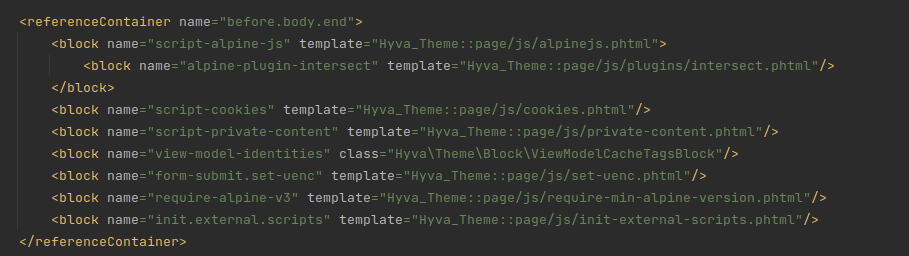 <referenceContainer name="before.body.end">
    <block name="script-alpine-js" template="Hyva_Theme::page/js/alpinejs.phtml">
        <block name="alpine-plugin-intersect" template="Hyva_Theme::page/js/plugins/intersect.phtml"/>
    </block>
    <block name="script-cookies" template="Hyva_Theme::page/js/cookies.phtml"/>
    <block name="script-private-content" template="Hyva_Theme::page/js/private-content.phtml"/>
    <block name="view-model-identities" class="Hyva\Theme\Block\ViewModelCacheTagsBlock"/>
    <block name="form-submit.set-uenc" template="Hyva_Theme::page/js/set-uenc.phtml"/>
    <block name="require-alpine-v3" template="Hyva_Theme::page/js/require-min-alpine-version.phtml"/>
    <block name="init.external.scripts" template="Hyva_Theme::page/js/init-external-scripts.phtml"/>
</referenceContainer>